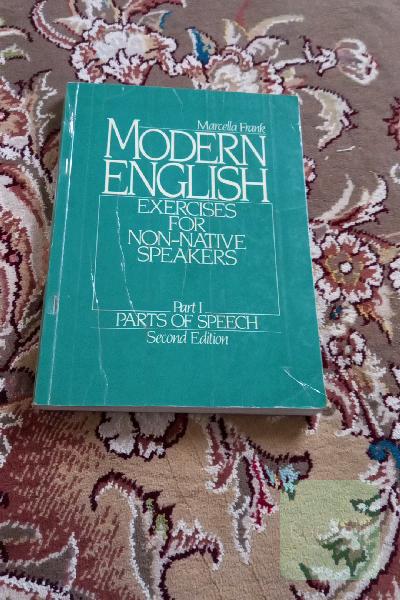 Marcella Frank
MODERN
ENGLISH
EXERCISES
FOR
NON-NATIVE
SPEAKERS
Part I
PARTS OF SPEECH
Second Edition